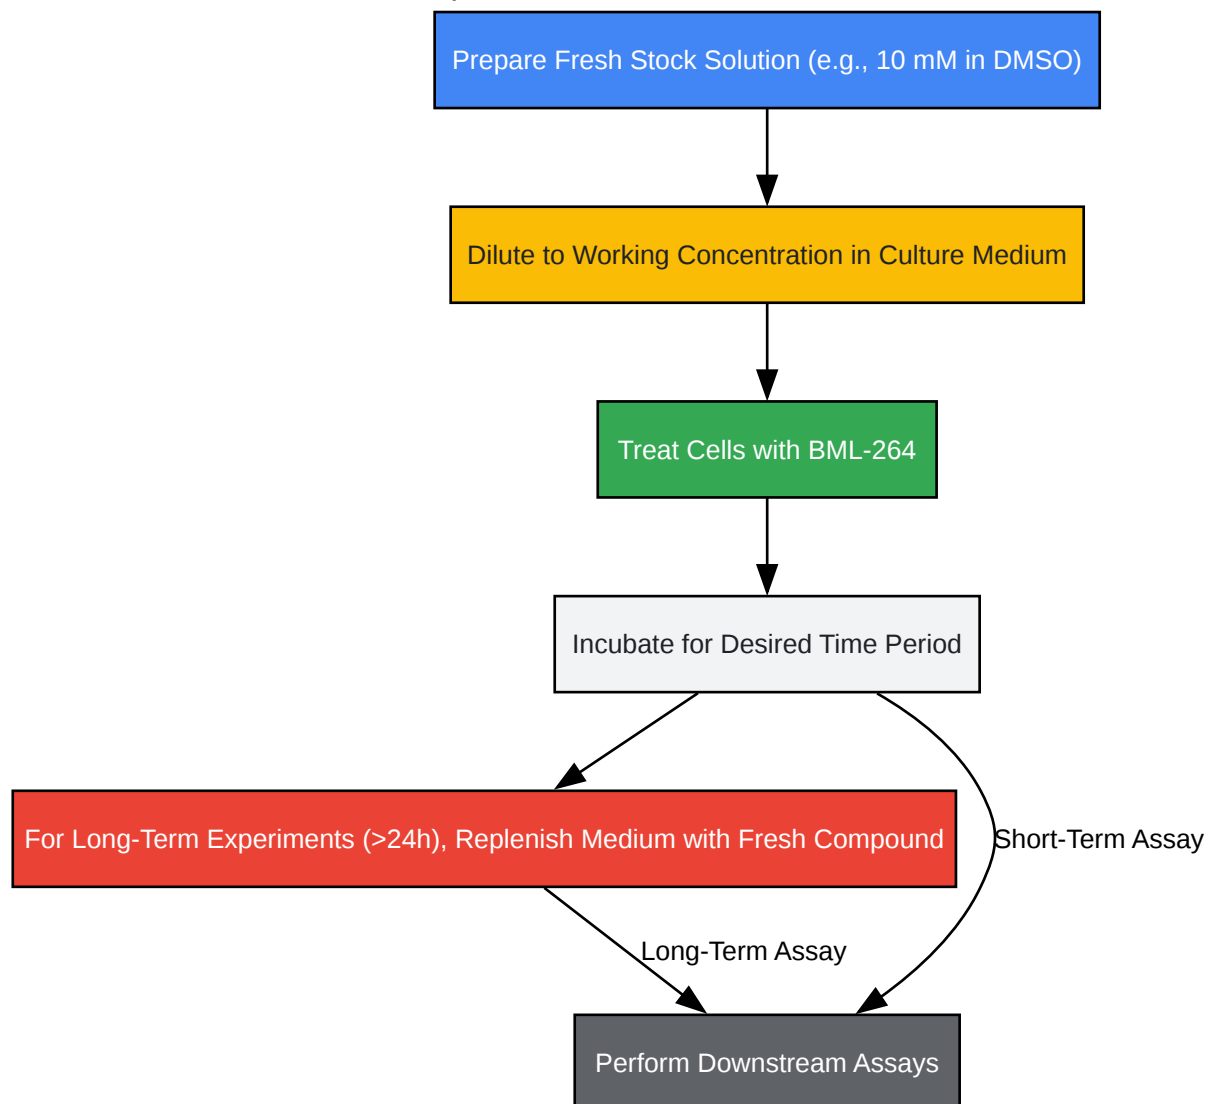 Prepare Fresh Stock Solution (e.g., 10 mM in DMSO)
Dilute to Working Concentration in Culture Medium
Treat Cells with BML-264
Incubate for Desired Time Period
For Long-Term Experiments (>24h), Replenish Medium with Fresh Compound
Short-Term Assay
Long-Term Assay
Perform Downstream Assays